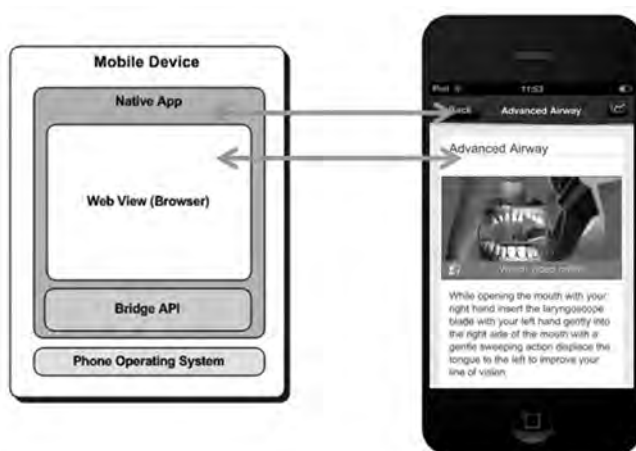 Mobile Device
Native App
Web View (Browser)
Bridge API
Phone Operating System
iPod
11:53
Back
Advanced Airway
Advanced Airway
Watch video online
While opening the mouth with your
right hand insert the laryngoscope
blade with your left hand gently into
the right side of the mouth with a
gentle sweeping action displace the
tongue to the left to improve your
line of vision